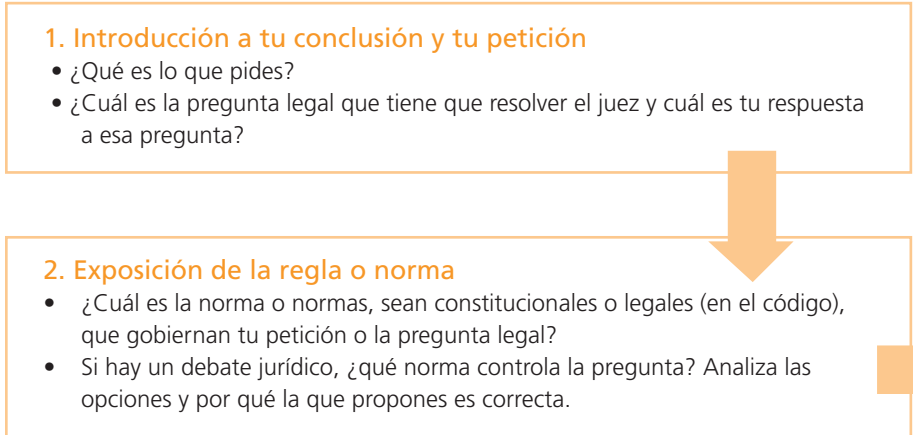 1. Introducción a tu conclusión y tu petición
• ¿Qué es lo que pides?
• ¿Cuál es la pregunta legal que tiene que resolver el juez y cuál es tu respuesta
a esa pregunta?
2. Exposición de la regla o norma
• ¿Cuál es la norma o normas, sean constitucionales o legales (en el código),
que gobiernan tu petición o la pregunta legal?
• Si hay un debate jurídico, ¿qué norma controla la pregunta? Analiza las
opciones y por qué la que propones es correcta.